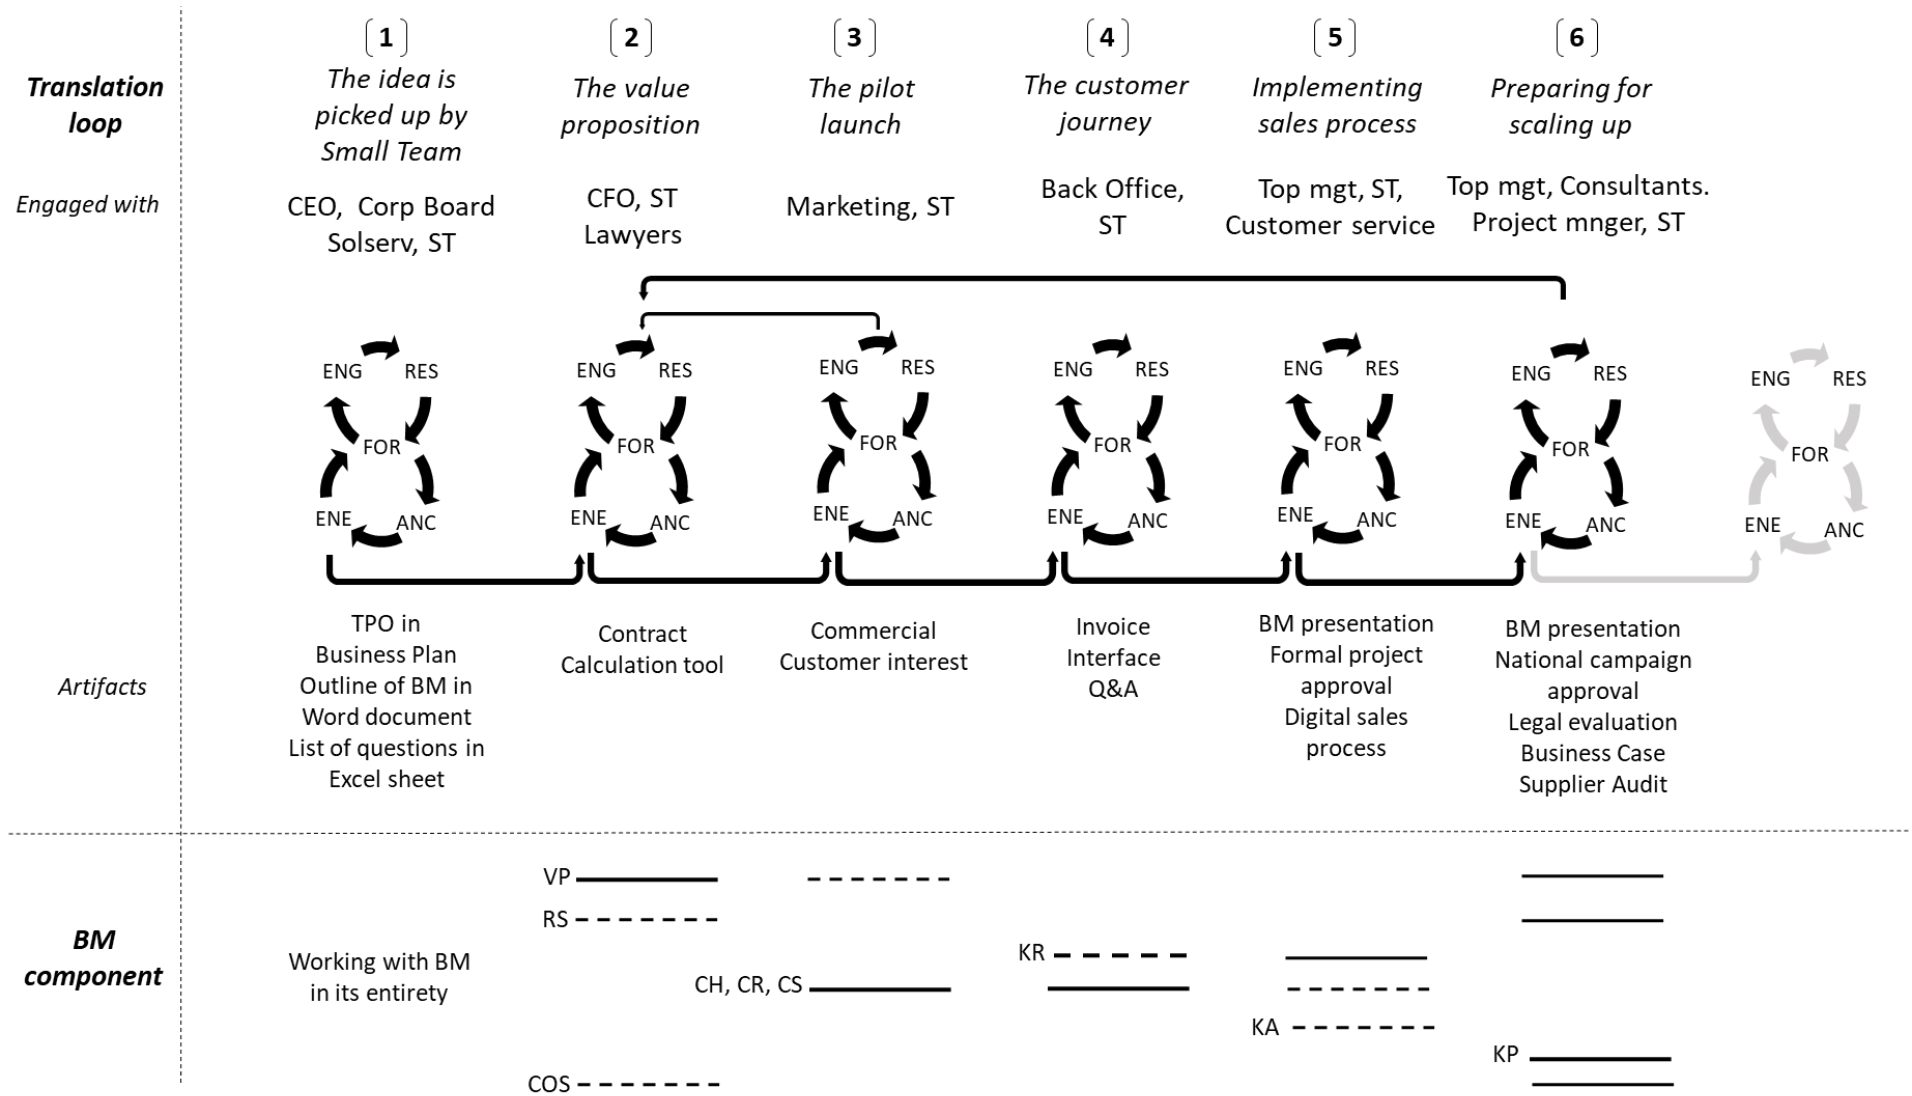 [1]
[2]
[3]
[4]
[5]
[6]
Translation
loop
The idea is
picked up by
Small Team
The value
proposition
The pilot
launch
The customer
journey
Implementing
sales process
Preparing for
scaling up
Engaged with
CEO, Corp Board
Solserv, ST
CFO, ST
Lawyers
Marketing, ST
Back Office,
ST
Top mgt, ST,
Customer service
Top mgt, Consultants.
Project mnger, ST
ENG RES
FOR
ENE ANC
ENG RES
FOR
ENE ANC
ENG RES
FOR
ENE ANC
ENG RES
FOR
ENE ANC
ENG RES
FOR
ENE ANC
ENG RES
FOR
ENE ANC
ENG RES
FOR
ENE ANC
Artifacts
TPO in
Business Plan
Outline of BM in
Word document
List of questions in
Excel sheet
Contract
Calculation tool
Commercial
Customer interest
Invoice
Interface
Q&A
BM presentation
Formal project
approval
Digital sales
process
BM presentation
National campaign
approval
Legal evaluation
Business Case
Supplier Audit
BM
component
Working with BM
in its entirety
VP
RS
KR
CH, CR, CS
KA
KP
COS